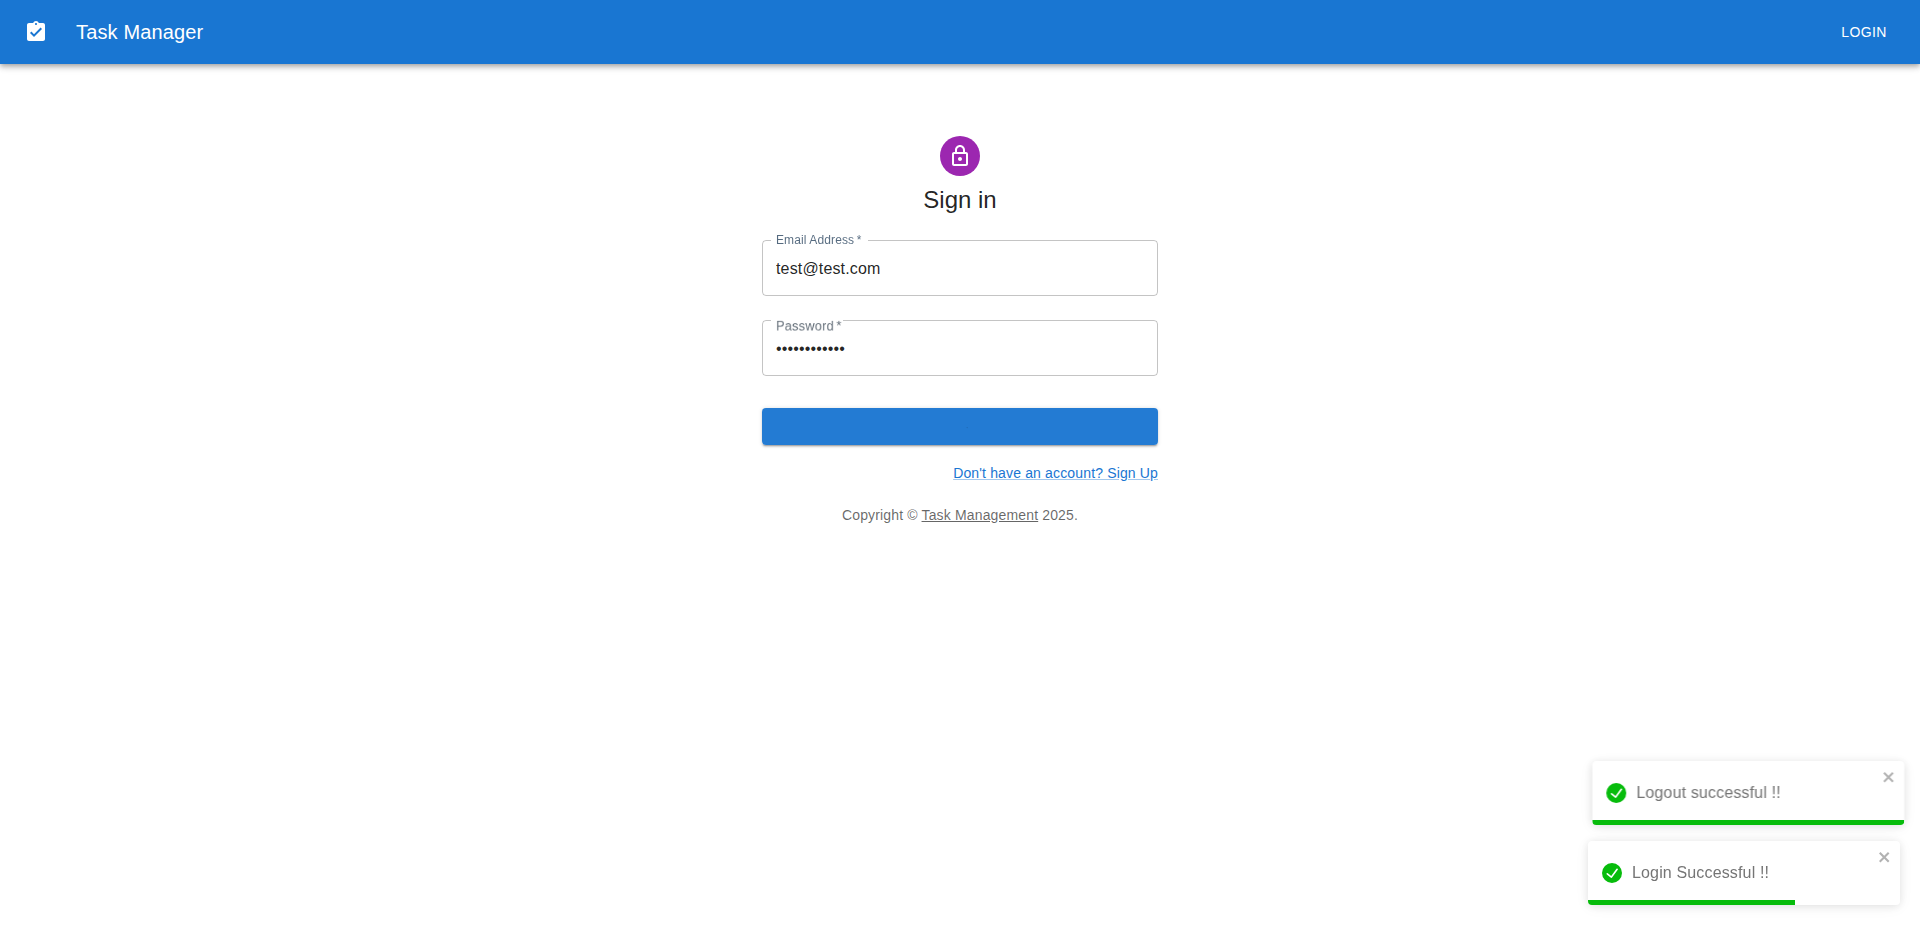 Task Manager
LOGIN
Sign in
Email Address *
test@test.com
Password *
••••••••••••
Don't have an account? Sign Up
Copyright © Task Management 2025.
Logout successful !!
Login Successful !!